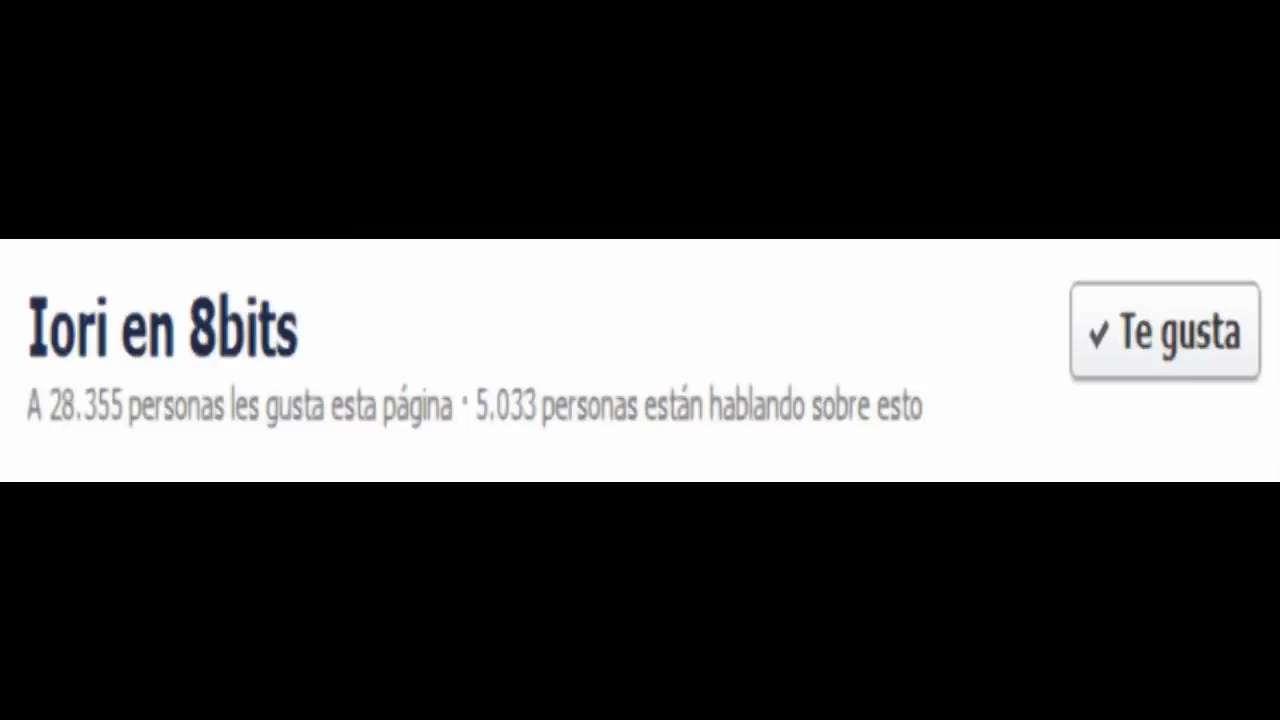 Iori en 8bits
✓ Te gusta
A 28.355 personas les gusta esta página · 5.033 personas están hablando sobre esto